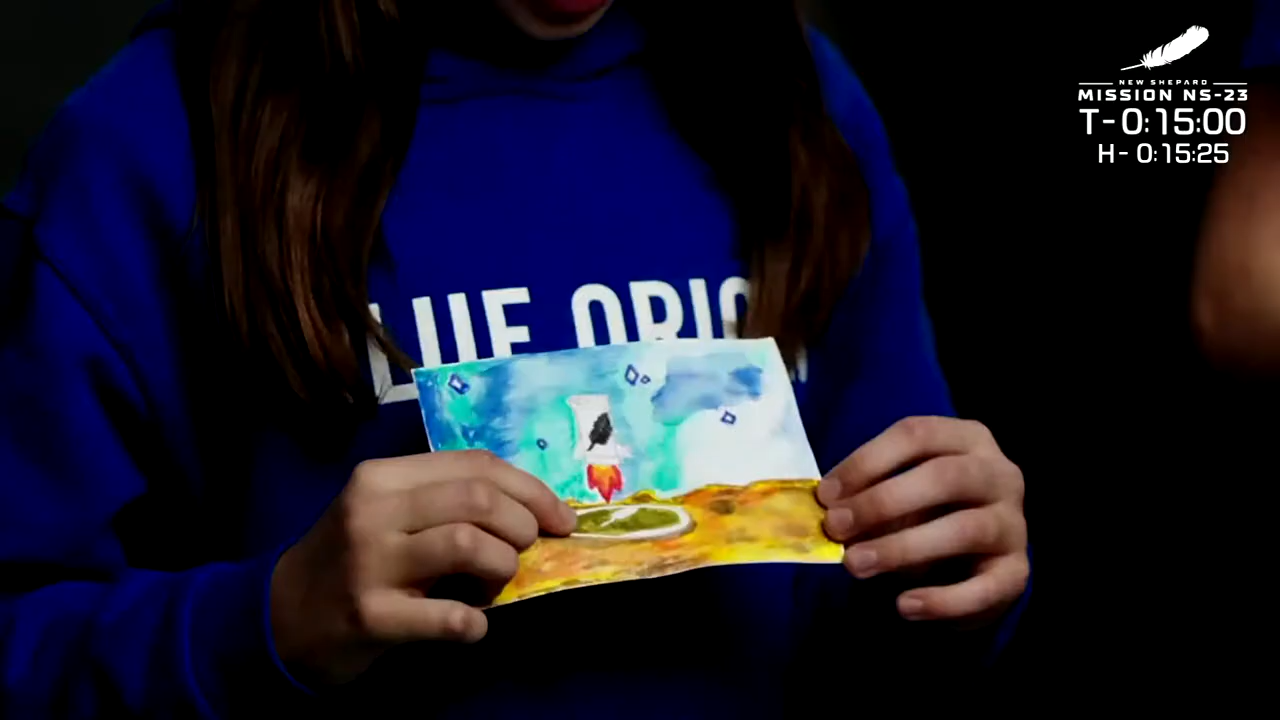 NEW SHEPARD
MISSION NS-23
T- 0:15:00
H- 0:15:25
LUE ORIG